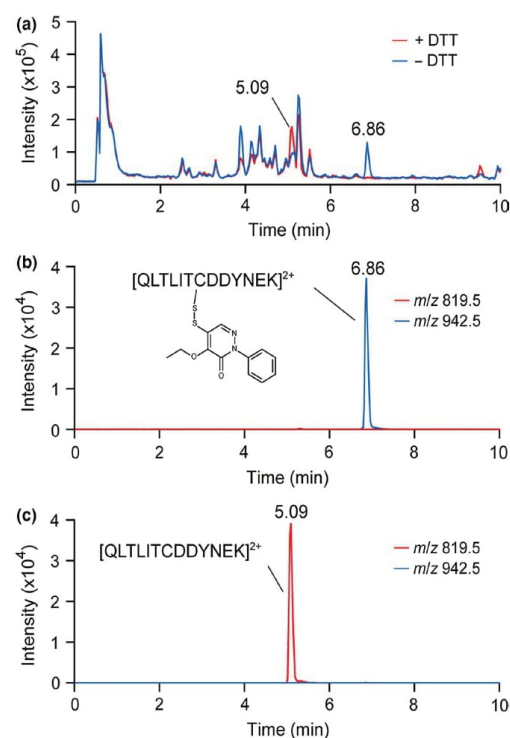 (a)
Intensity (x10⁵)
5
4
3
2
1
0
5.09
6.86
+ DTT
– DTT
0 2 4 6 8 10
Time (min)
(b)
Intensity (x10⁴)
4
3
2
1
0
6.86
[QLTLITCDDYNEK]²⁺
S
S
N
N
O
O
m/z 819.5
m/z 942.5
0 2 4 6 8 10
Time (min)
(c)
Intensity (x10⁴)
4
3
2
1
0
5.09
[QLTLITCDDYNEK]²⁺
m/z 819.5
m/z 942.5
0 2 4 6 8 10
Time (min)